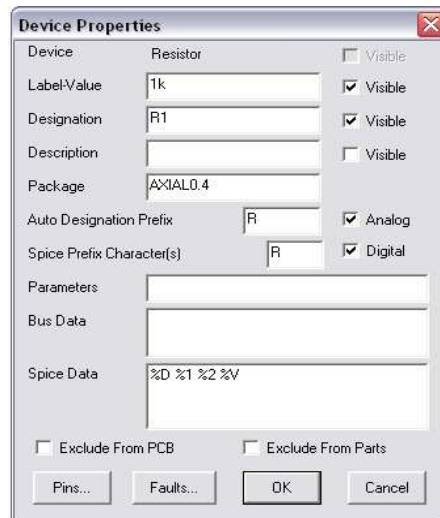 Device Properties
Device Resistor Visible
Label-Value 1k Visible
Designation R1 Visible
Description Visible
Package AXIAL0.4
Auto Designation Prefix R Analog
Spice Prefix Character(s) R Digital
Parameters
Bus Data
Spice Data %D %1 %2 %V
Exclude From PCB Exclude From Parts
Pins... Faults... OK Cancel